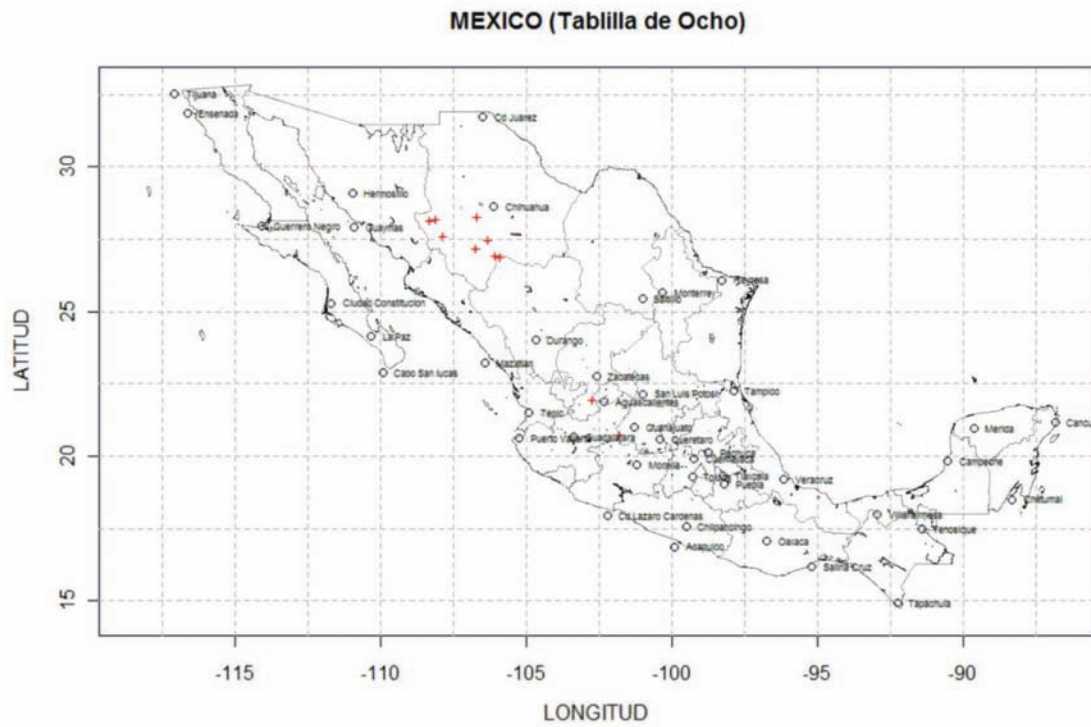 MEXICO (Tablilla de Ocho)
Tijuana
Ensenada
Cd Juarez
Hermosillo
Chihuahua
Guerrero Negro
Guaymas
Monterrey
Saltillo
Ciudad Constitucion
La Paz
Durango
Mazatlan
Cabo San lucas
Zacatecas
San Luis Potosi
Tampico
Aguascalientes
Tepic
Guanajuato
Merida
Cancu
Puerto Vallarta
Guadalajara
Queretaro
Pachuca
Campeche
Morelia
Toluca
Tlaxcala
Puebla
Veracruz
Chetumal
Cd.Lazaro Cardenas
Villahermosa
Chilpancingo
Tenosique
Acapulco
Oaxaca
Salina Cruz
Tapachula
LATITUD
30
25
20
15
-115
-110
-105
-100
-95
-90
LONGITUD